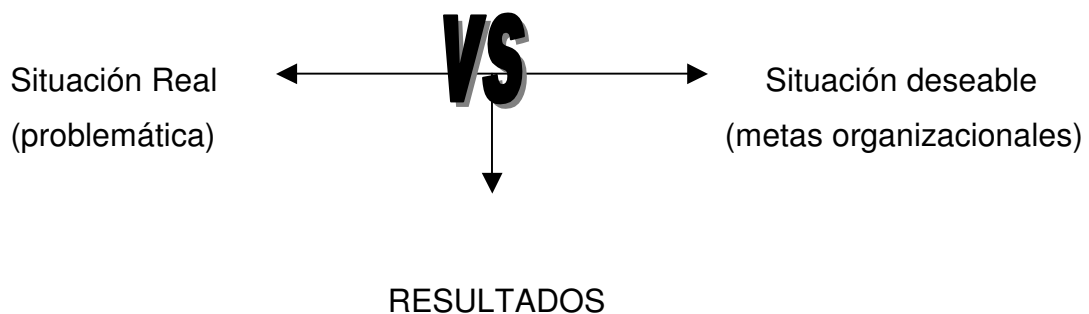 VS
Situación Real
Situación deseable
(problemática)
(metas organizacionales)
RESULTADOS